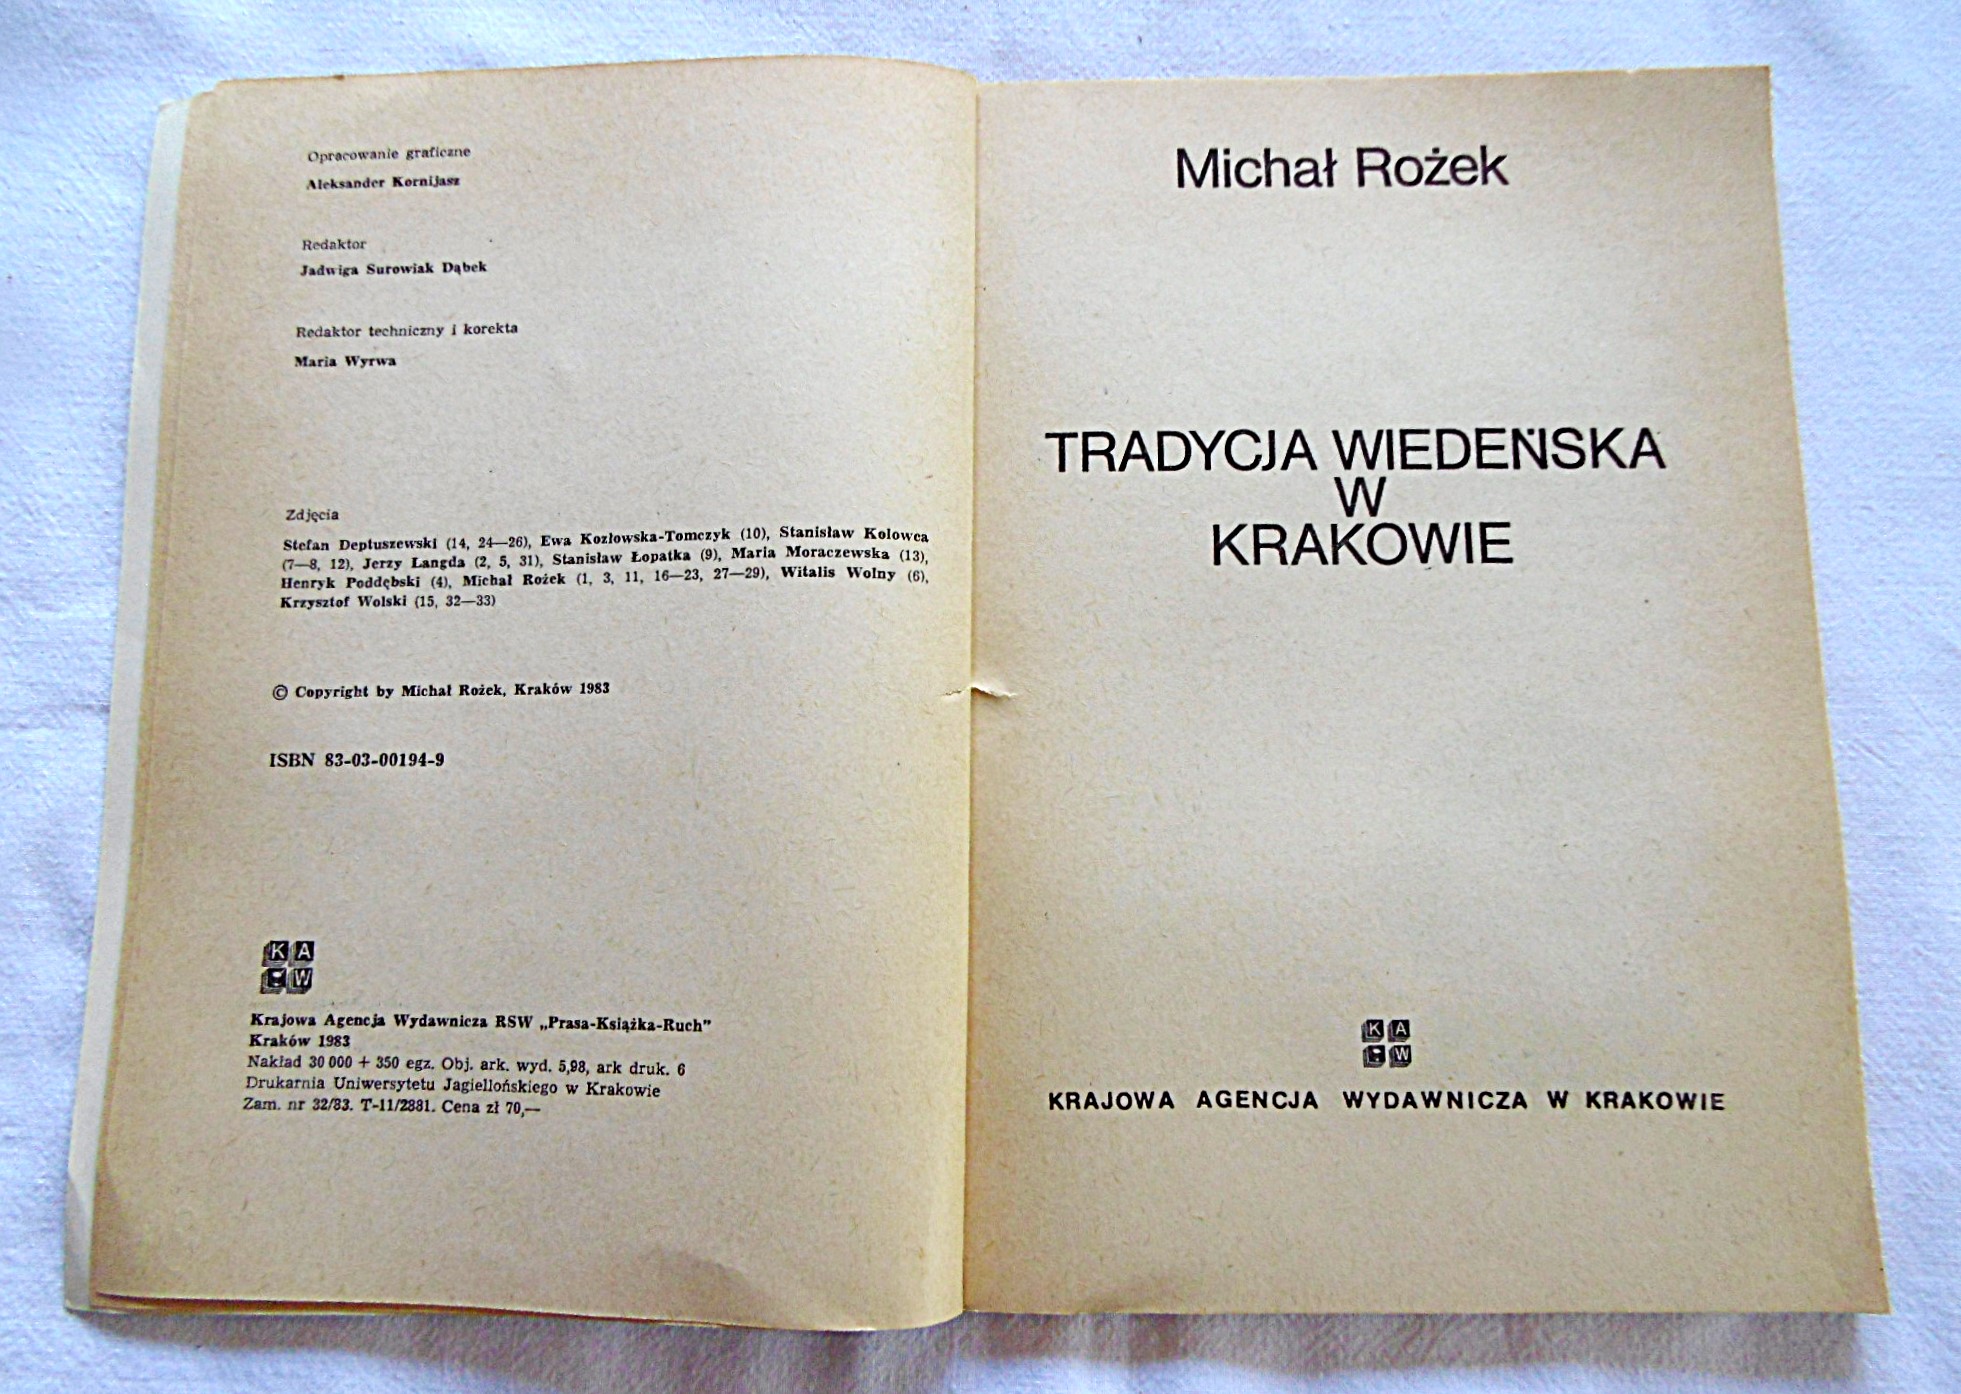 Opracowanie graficzne
Aleksander Kornijasz
Redaktor
Jadwiga Surowiak Dąbek
Redaktor techniczny i korekta
Maria Wyrwa
Zdjęcia
Stefan Deptuszewski (14, 24—26), Ewa Kozłowska-Tomczyk (10), Stanisław Kolowca
(7—8, 12), Jerzy Langda (2, 5, 31), Stanisław Łopatka (9), Maria Moraczewska (13),
Henryk Poddębski (4), Michał Rożek (1, 3, 11, 16—23, 27—29), Witalis Wolny (6),
Krzysztof Wolski (15, 32—33)
© Copyright by Michał Rożek, Kraków 1983
ISBN 83-03-00194-9
K A
W
Krajowa Agencja Wydawnicza RSW „Prasa-Książka-Ruch”
Kraków 1983
Nakład 30 000 + 350 egz. Obj. ark. wyd. 5,98, ark druk. 6
Drukarnia Uniwersytetu Jagiellońskiego w Krakowie
Zam. nr 32/83. T-11/2881. Cena zł 70,—
Michał Rożek
TRADYCJA WIEDEŃSKA
W
KRAKOWIE
K A
W
KRAJOWA AGENCJA WYDAWNICZA W KRAKOWIE